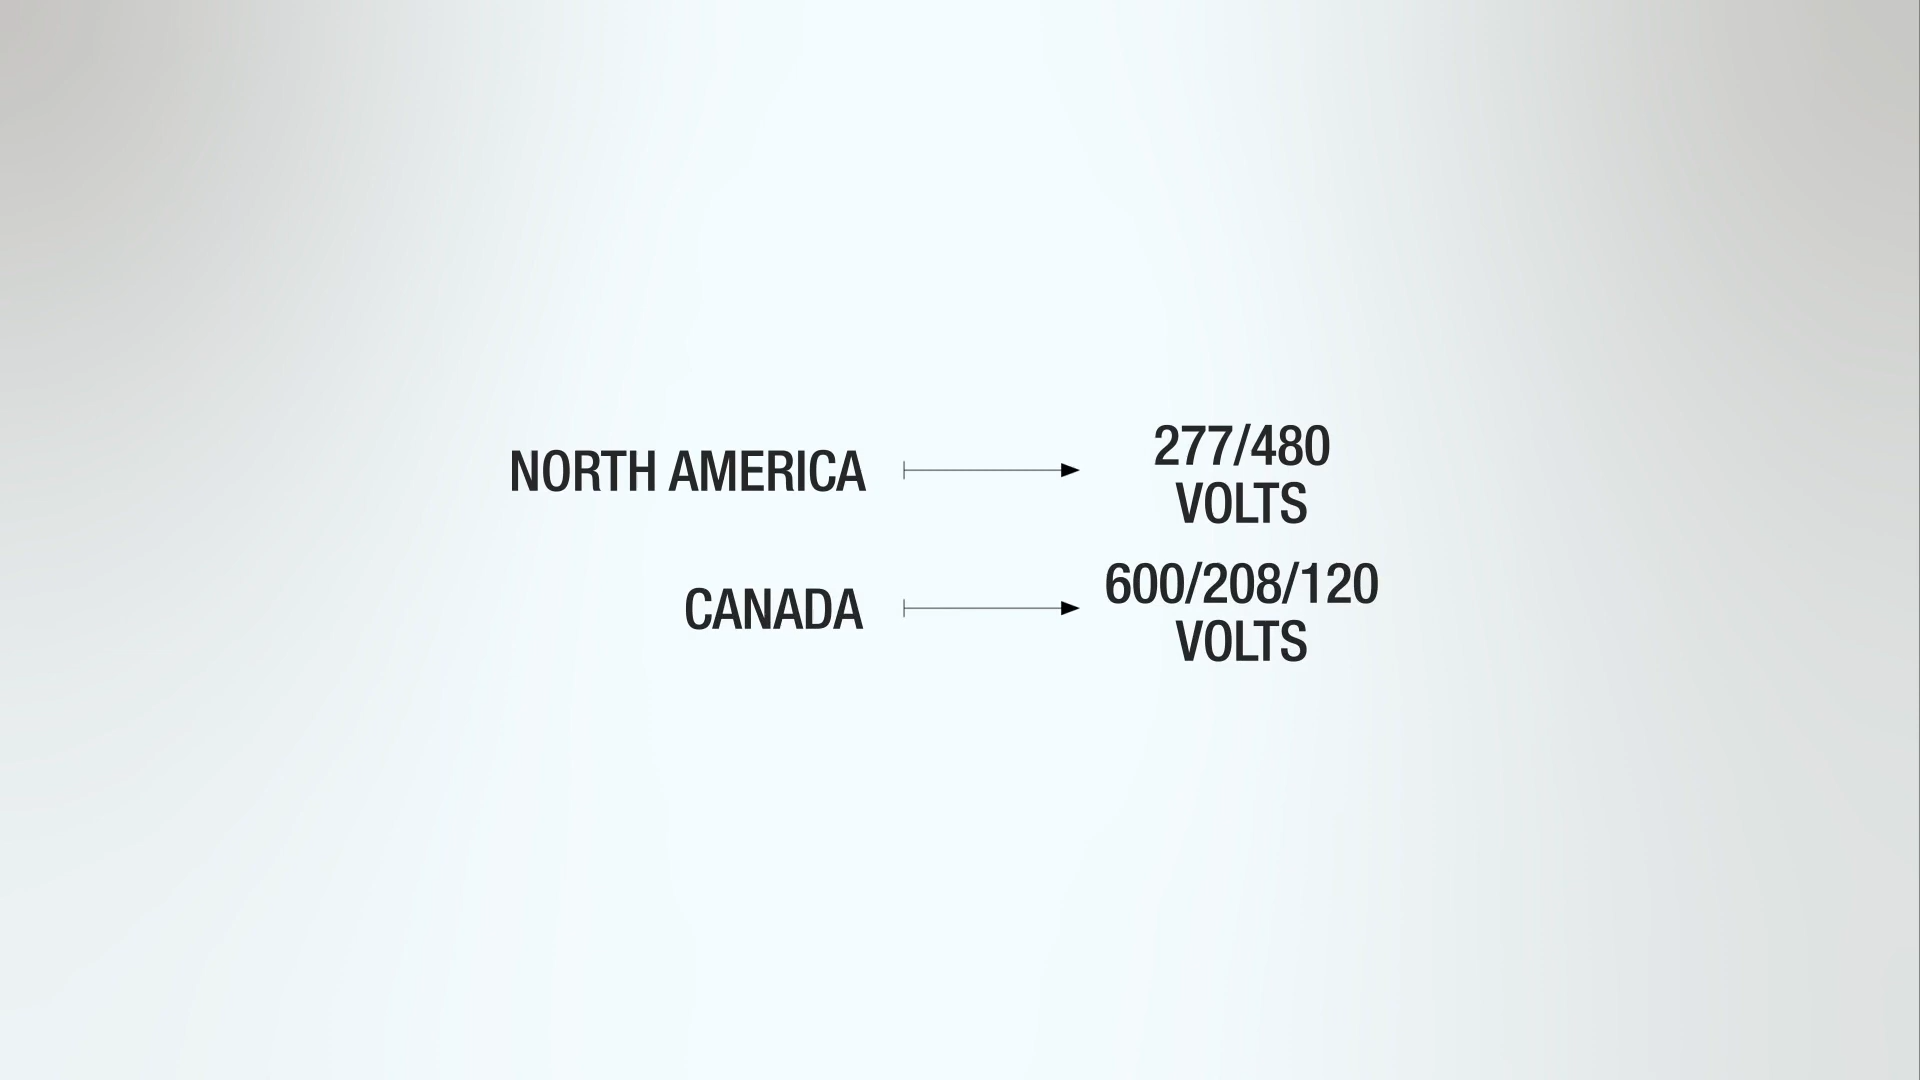 NORTH AMERICA
277/480
VOLTS
CANADA
600/208/120
VOLTS